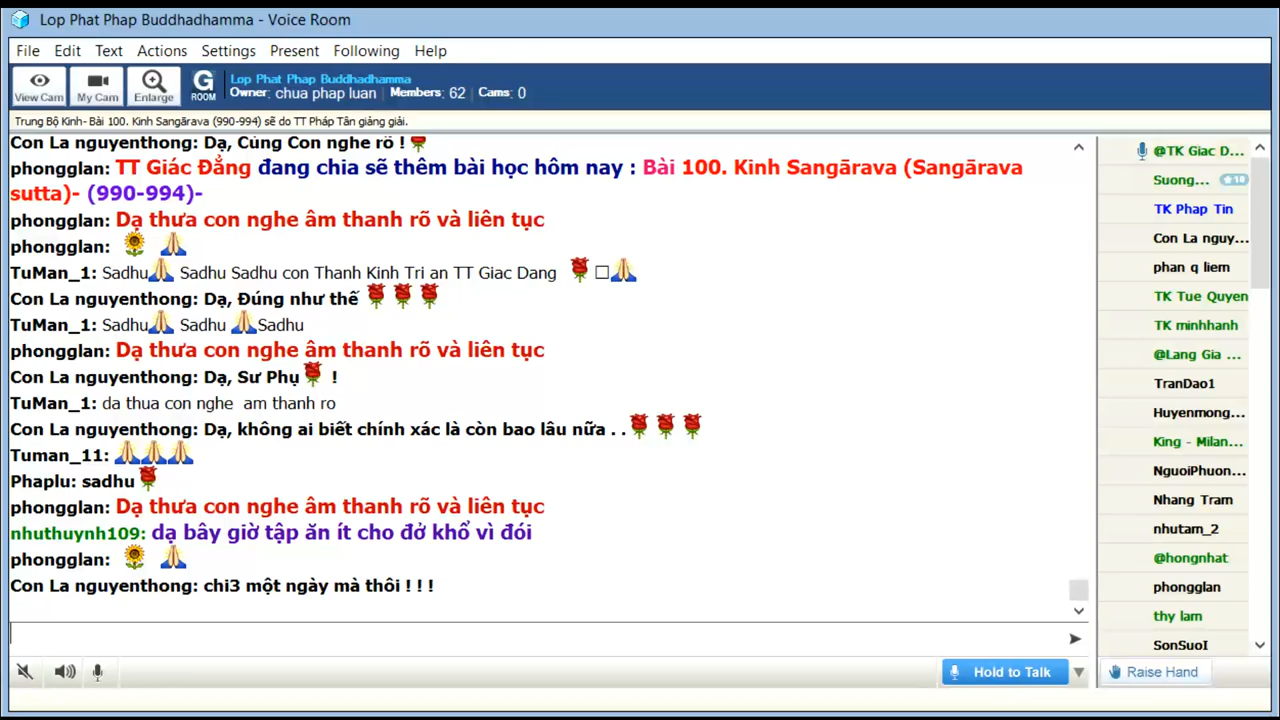 Lop Phat Phap Buddhadhamma - Voice Room
File Edit Text Actions Settings Present Following Help
View Cam My Cam Enlarge G ROOM
Lop Phat Phap Buddhadhamma
Owner: chua phap luan Members: 62 Cams: 0
Trung Bộ Kinh- Bài 100. Kinh Sangārava (990-994) sẽ do TT Pháp Tân giảng giải.
Con La nguyenthong: Dạ, Cũng Con nghe rõ !
phongglan: TT Giác Đẳng đang chia sẽ thêm bài học hôm nay : Bài 100. Kinh Sangārava (Sangārava
sutta)- (990-994)-
phongglan: Dạ thưa con nghe âm thanh rõ và liên tục
phongglan:
TuMan_1: Sadhu Sadhu Sadhu con Thanh Kinh Tri an TT Giac Dang
Con La nguyenthong: Dạ, Đúng như thế
TuMan_1: Sadhu Sadhu Sadhu
phongglan: Dạ thưa con nghe âm thanh rõ và liên tục
Con La nguyenthong: Dạ, Sư Phụ !
TuMan_1: da thua con nghe am thanh ro
Con La nguyenthong: Dạ, không ai biết chính xác là còn bao lâu nữa . .
Tuman_11:
Phaplu: sadhu
phongglan: Dạ thưa con nghe âm thanh rõ và liên tục
nhuthuynh109: dạ bây giờ tập ăn ít cho đở khổ vì đói
phongglan:
Con La nguyenthong: chi3 một ngày mà thôi ! ! !
@TK Giac D...
Suong... 10
TK Phap Tin
Con La nguy...
phan q liem
TK Tue Quyen
TK minhhanh
@Lang Gia ...
TranDao1
Huyenmong...
King - Milan...
NguoiPhuon...
Nhang Tram
nhutam_2
@hongnhat
phongglan
thy lam
SonSuoI
Hold to Talk
Raise Hand